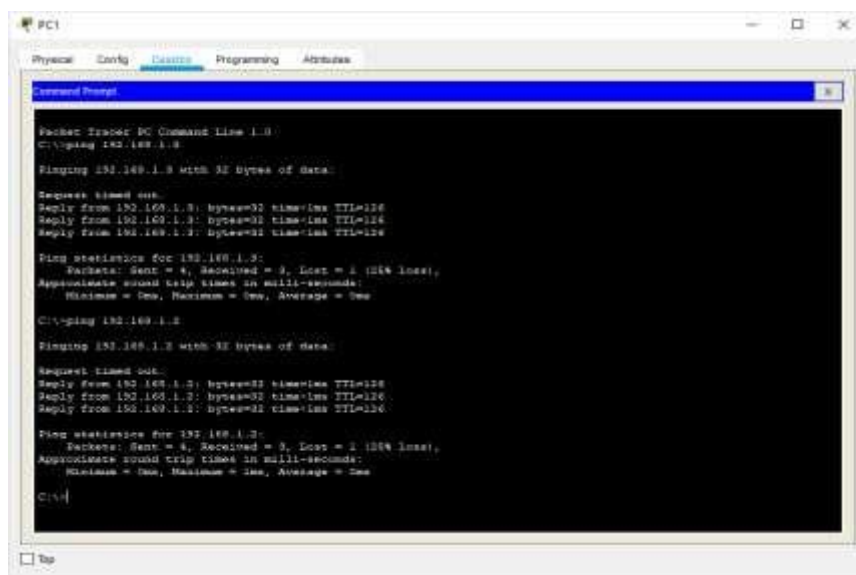 PC1
Physical Config Desktop Programming Attributes
Command Prompt X
Packet Tracer PC Command Line 1.0
C:\>ping 192.168.1.3
Pinging 192.168.1.3 with 32 bytes of data:
Request timed out.
Reply from 192.168.1.3: bytes=32 time<1ms TTL=126
Reply from 192.168.1.3: bytes=32 time<1ms TTL=126
Reply from 192.168.1.3: bytes=32 time<1ms TTL=126
Ping statistics for 192.168.1.3:
Packets: Sent = 4, Received = 3, Lost = 1 (25% loss),
Approximate round trip times in milli-seconds:
Minimum = 0ms, Maximum = 0ms, Average = 0ms
C:\>ping 192.168.1.2
Pinging 192.168.1.2 with 32 bytes of data:
Request timed out.
Reply from 192.168.1.2: bytes=32 time=1ms TTL=126
Reply from 192.168.1.2: bytes=32 time<1ms TTL=126
Reply from 192.168.1.2: bytes=32 time<1ms TTL=126
Ping statistics for 192.168.1.2:
Packets: Sent = 4, Received = 3, Lost = 1 (25% loss),
Approximate round trip times in milli-seconds:
Minimum = 0ms, Maximum = 1ms, Average = 0ms
C:\>
Top